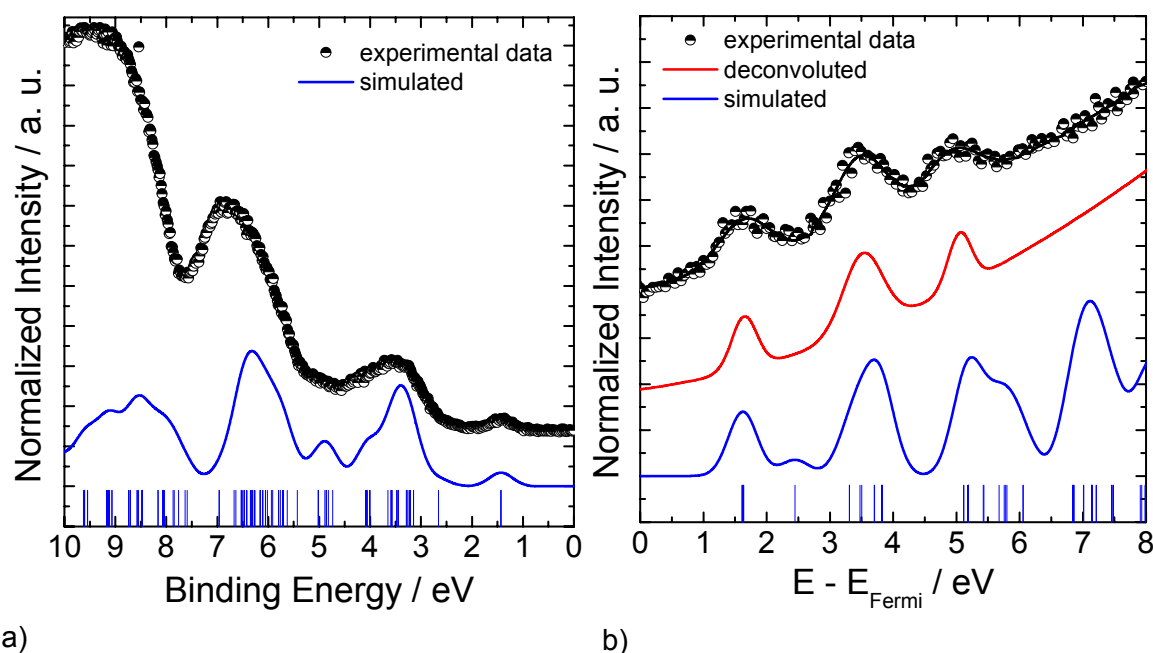 experimental data
simulated
Normalized Intensity / a. u.
10 9 8 7 6 5 4 3 2 1 0
Binding Energy / eV
a)
experimental data
deconvoluted
simulated
Normalized Intensity / a. u.
0 1 2 3 4 5 6 7 8
E - E_Fermi / eV
b)